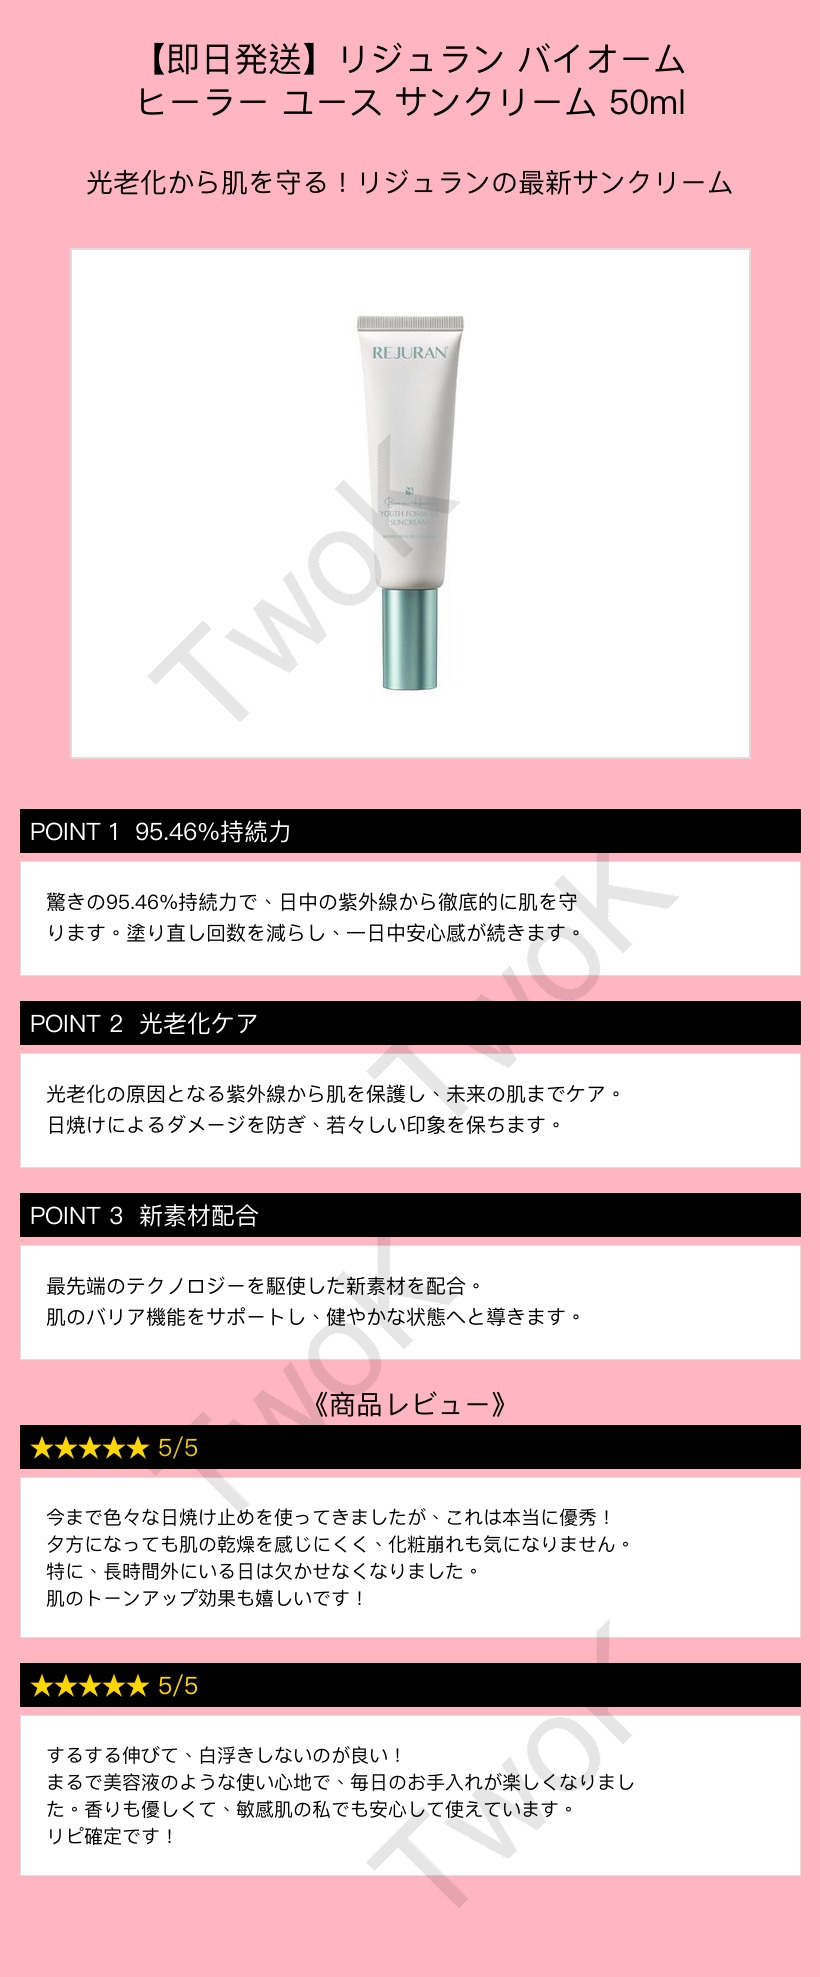 【即日発送】リジュラン バイオーム
ヒーラー ユース サンクリーム 50ml
光老化から肌を守る！リジュランの最新サンクリーム
REJURAN
YOUTH
SUNCREAM
TwoK
POINT 1 95.46%持続力
驚きの95.46%持続力で、日中の紫外線から徹底的に肌を守
ります。塗り直し回数を減らし、一日中安心感が続きます。
TwoK
POINT 2 光老化ケア
光老化の原因となる紫外線から肌を保護し、未来の肌までケア。
日焼けによるダメージを防ぎ、若々しい印象を保ちます。
POINT 3 新素材配合
最先端のテクノロジーを駆使した新素材を配合。
肌のバリア機能をサポートし、健やかな状態へと導きます。
TwoK
《商品レビュー》
★★★★★ 5/5
今まで色々な日焼け止めを使ってきましたが、これは本当に優秀！
夕方になっても肌の乾燥を感じにくく、化粧崩れも気になりません。
特に、長時間外にいる日は欠かせなくなりました。
肌のトーンアップ効果も嬉しいです！
★★★★★ 5/5
するする伸びて、白浮きしないのが良い！
まるで美容液のような使い心地で、毎日のお手入れが楽しくなりまし
た。香りも優しくて、敏感肌の私でも安心して使えています。
リピ確定です！
TwoK